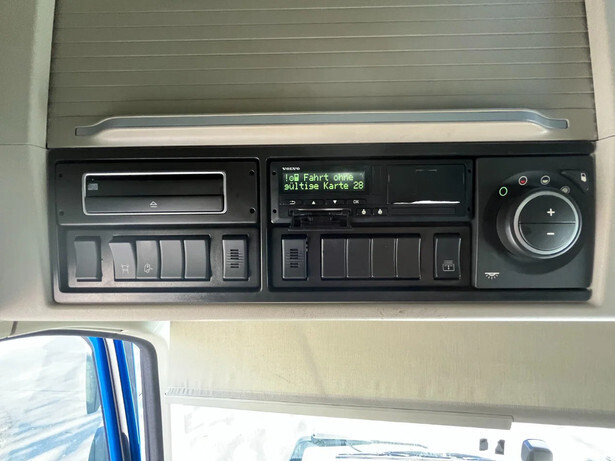 VOLVO
!o Fahrt ohne
gültige Karte 28
OK
+
−